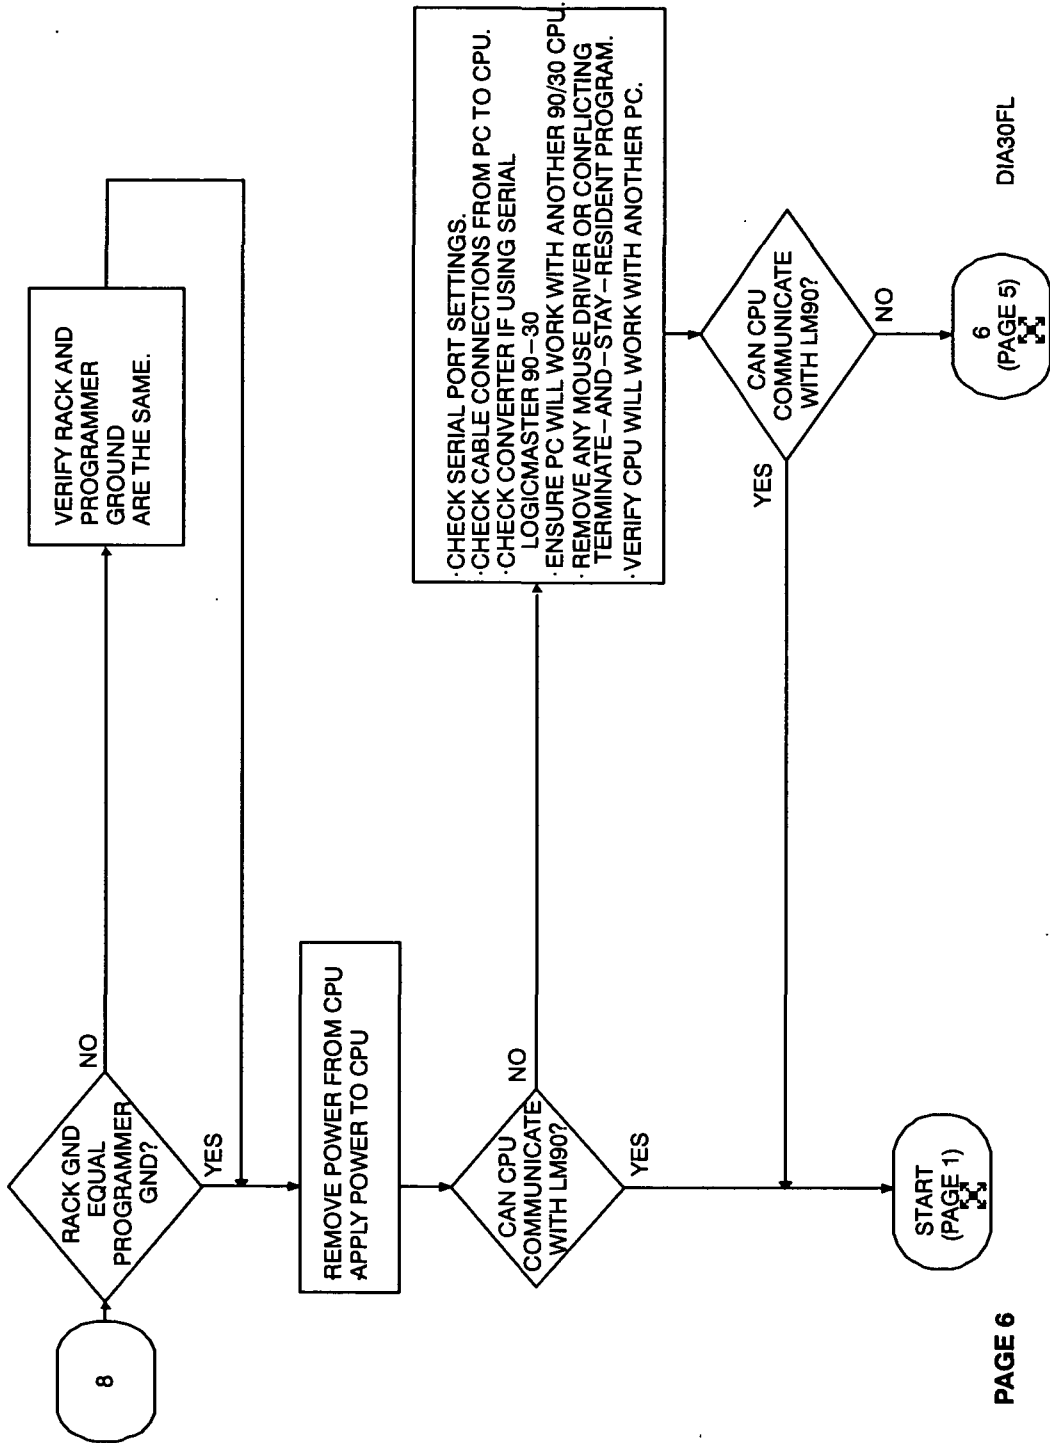 8
RACK GND
EQUAL
PROGRAMMER
GND?
NO
YES
VERIFY RACK AND
PROGRAMMER
GROUND
ARE THE SAME.
REMOVE POWER FROM CPU
APPLY POWER TO CPU
CAN CPU
COMMUNICATE
WITH LM90?
NO
YES
·CHECK SERIAL PORT SETTINGS.
·CHECK CABLE CONNECTIONS FROM PC TO CPU.
·CHECK CONVERTER IF USING SERIAL
LOGICMASTER 90-30
·ENSURE PC WILL WORK WITH ANOTHER 90/30 CPU.
·REMOVE ANY MOUSE DRIVER OR CONFLICTING
TERMINATE-AND-STAY-RESIDENT PROGRAM.
·VERIFY CPU WILL WORK WITH ANOTHER PC.
CAN CPU
COMMUNICATE
WITH LM90?
YES
NO
START
(PAGE 1)
6
(PAGE 5)
PAGE 6
DIA30FL